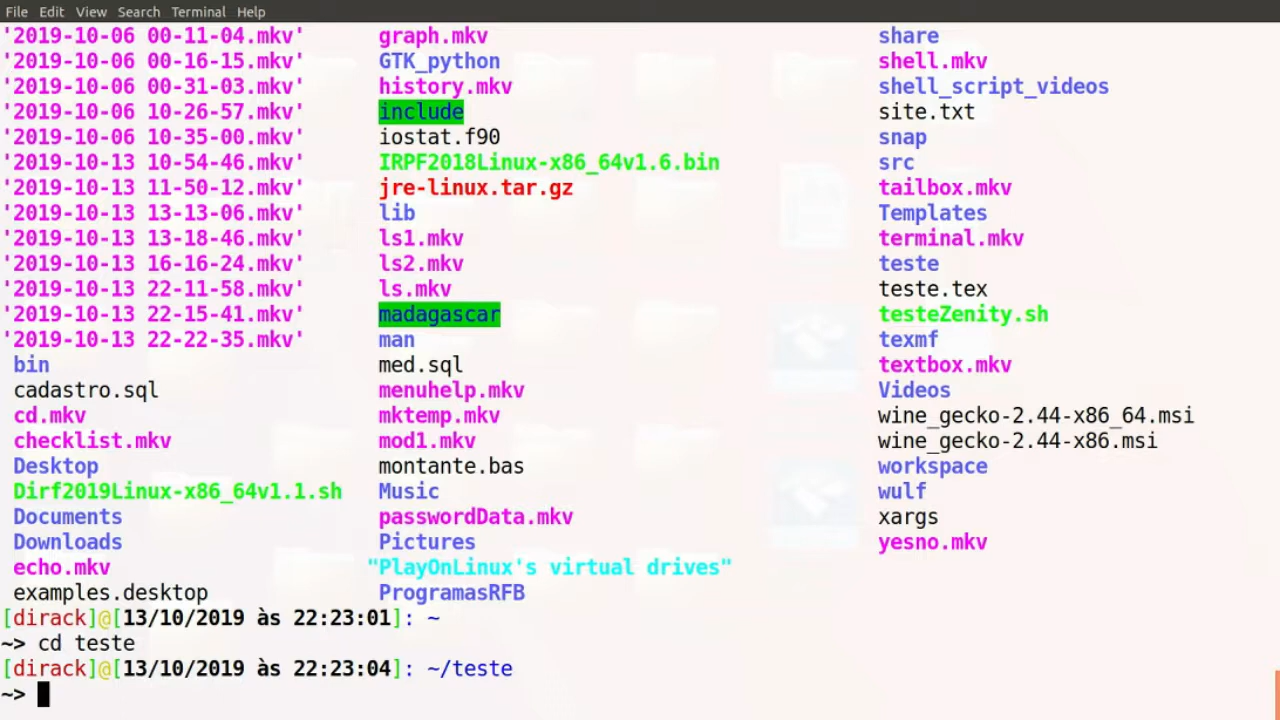 File Edit View Search Terminal Help
'2019-10-06 00-11-04.mkv' graph.mkv share
'2019-10-06 00-16-15.mkv' GTK_python shell.mkv
'2019-10-06 00-31-03.mkv' history.mkv shell_script_videos
'2019-10-06 10-26-57.mkv' include site.txt
'2019-10-06 10-35-00.mkv' iostat.f90 snap
'2019-10-13 10-54-46.mkv' IRPF2018Linux-x86_64v1.6.bin src
'2019-10-13 11-50-12.mkv' jre-linux.tar.gz tailbox.mkv
'2019-10-13 13-13-06.mkv' lib Templates
'2019-10-13 13-18-46.mkv' ls1.mkv terminal.mkv
'2019-10-13 16-16-24.mkv' ls2.mkv teste
'2019-10-13 22-11-58.mkv' ls.mkv teste.tex
'2019-10-13 22-15-41.mkv' madagascar testeZenity.sh
'2019-10-13 22-22-35.mkv' man texmf
bin med.sql textbox.mkv
cadastro.sql menuhelp.mkv Videos
cd.mkv mktemp.mkv wine_gecko-2.44-x86_64.msi
checklist.mkv mod1.mkv wine_gecko-2.44-x86.msi
Desktop montante.bas workspace
Dirf2019Linux-x86_64v1.1.sh Music wulf
Documents passwordData.mkv xargs
Downloads Pictures yesno.mkv
echo.mkv "PlayOnLinux's virtual drives"
examples.desktop ProgramasRFB
[dirack]@[13/10/2019 às 22:23:01]: ~
~> cd teste
[dirack]@[13/10/2019 às 22:23:04]: ~/teste
~>